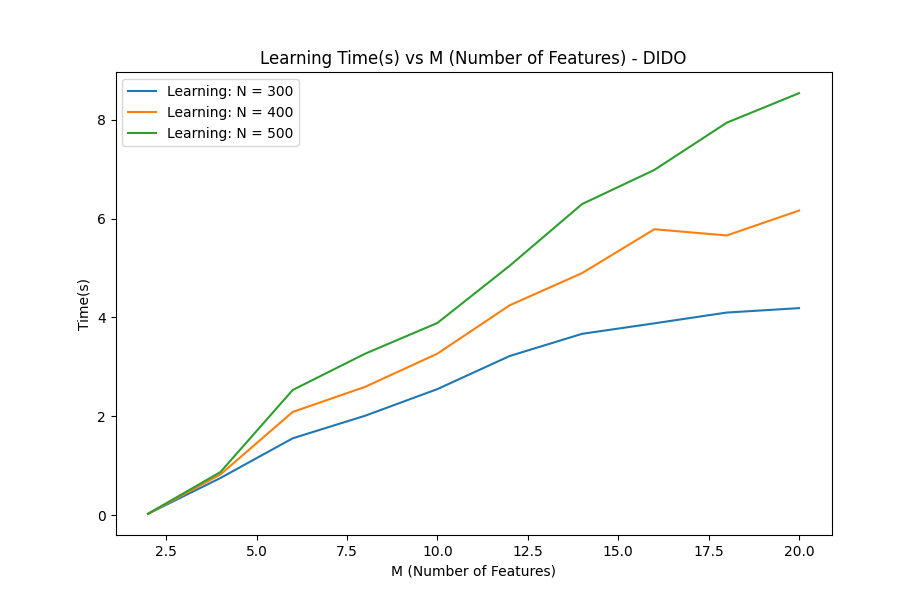 Learning Time(s) vs M (Number of Features) - DIDO
Learning: N = 300
Learning: N = 400
Learning: N = 500
Time(s)
8
6
4
2
0
2.5 5.0 7.5 10.0 12.5 15.0 17.5 20.0
M (Number of Features)